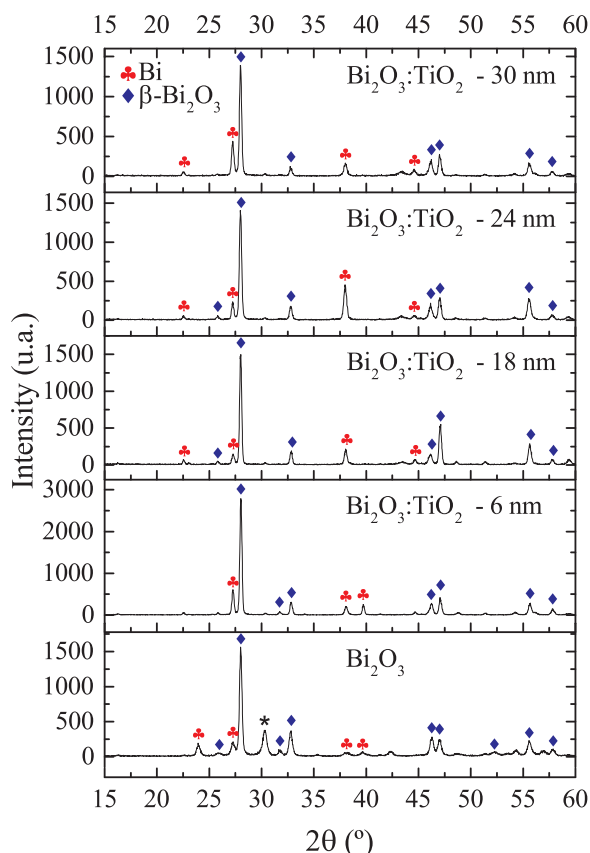 15 20 25 30 35 40 45 50 55 60
1500
1000
500
0
♣ Bi
♦ β-Bi₂O₃
Bi₂O₃:TiO₂ - 30 nm
1500
1000
500
0
Bi₂O₃:TiO₂ - 24 nm
1500
1000
500
0
Bi₂O₃:TiO₂ - 18 nm
3000
2000
1000
0
Bi₂O₃:TiO₂ - 6 nm
1500
1000
500
0
Bi₂O₃
*
Intensity (u.a.)
15 20 25 30 35 40 45 50 55 60
2θ (º)